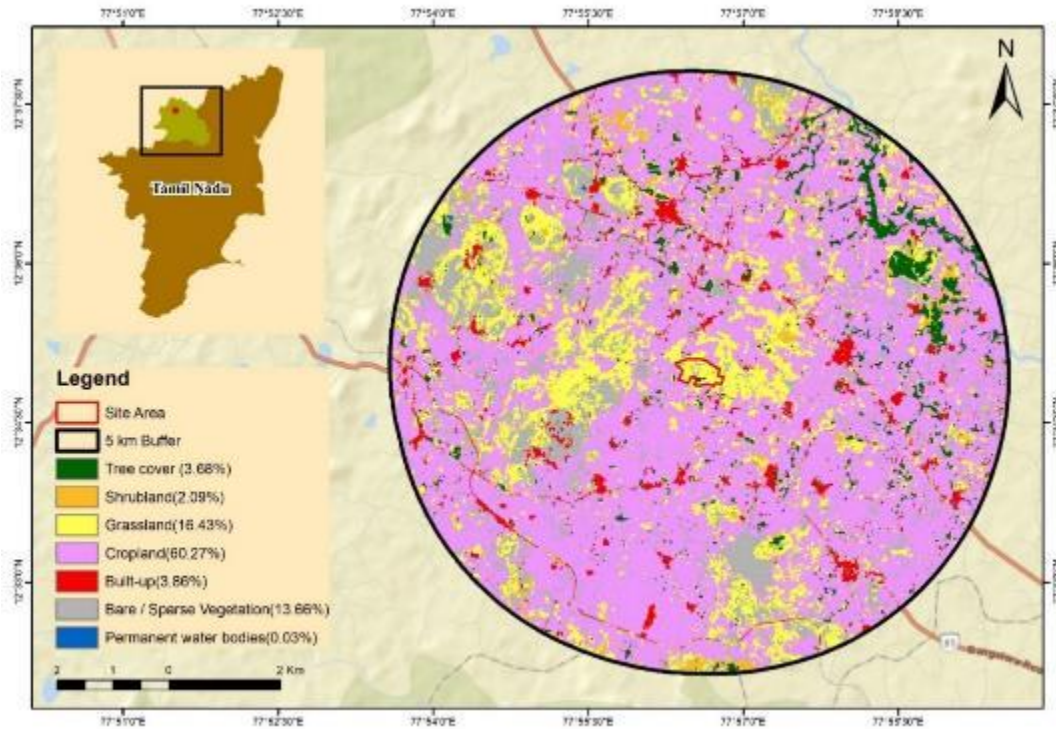 77°51'0"E 77°52'30"E 77°54'0"E 77°55'30"E 77°57'0"E 77°58'30"E
N
Tamil Nadu
Legend
Site Area
5 km Buffer
Tree cover (3.68%)
Shrubland(2.09%)
Grassland(16.43%)
Cropland(60.27%)
Built-up(3.86%)
Bare / Sparse Vegetation(13.66%)
Permanent water bodies(0.03%)
2 1 0 2 Km
77°51'0"E 77°52'30"E 77°54'0"E 77°55'30"E 77°57'0"E 77°58'30"E